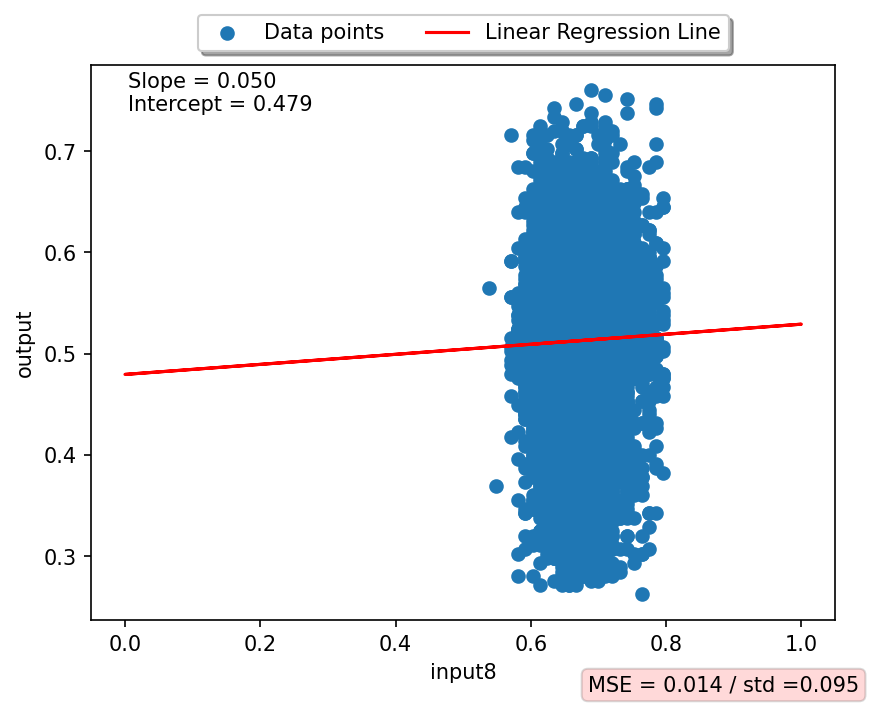 Data points Linear Regression Line
Slope = 0.050
Intercept = 0.479
0.7
0.6
0.5
0.4
0.3
output
0.0 0.2 0.4 0.6 0.8 1.0
input8
MSE = 0.014 / std =0.095